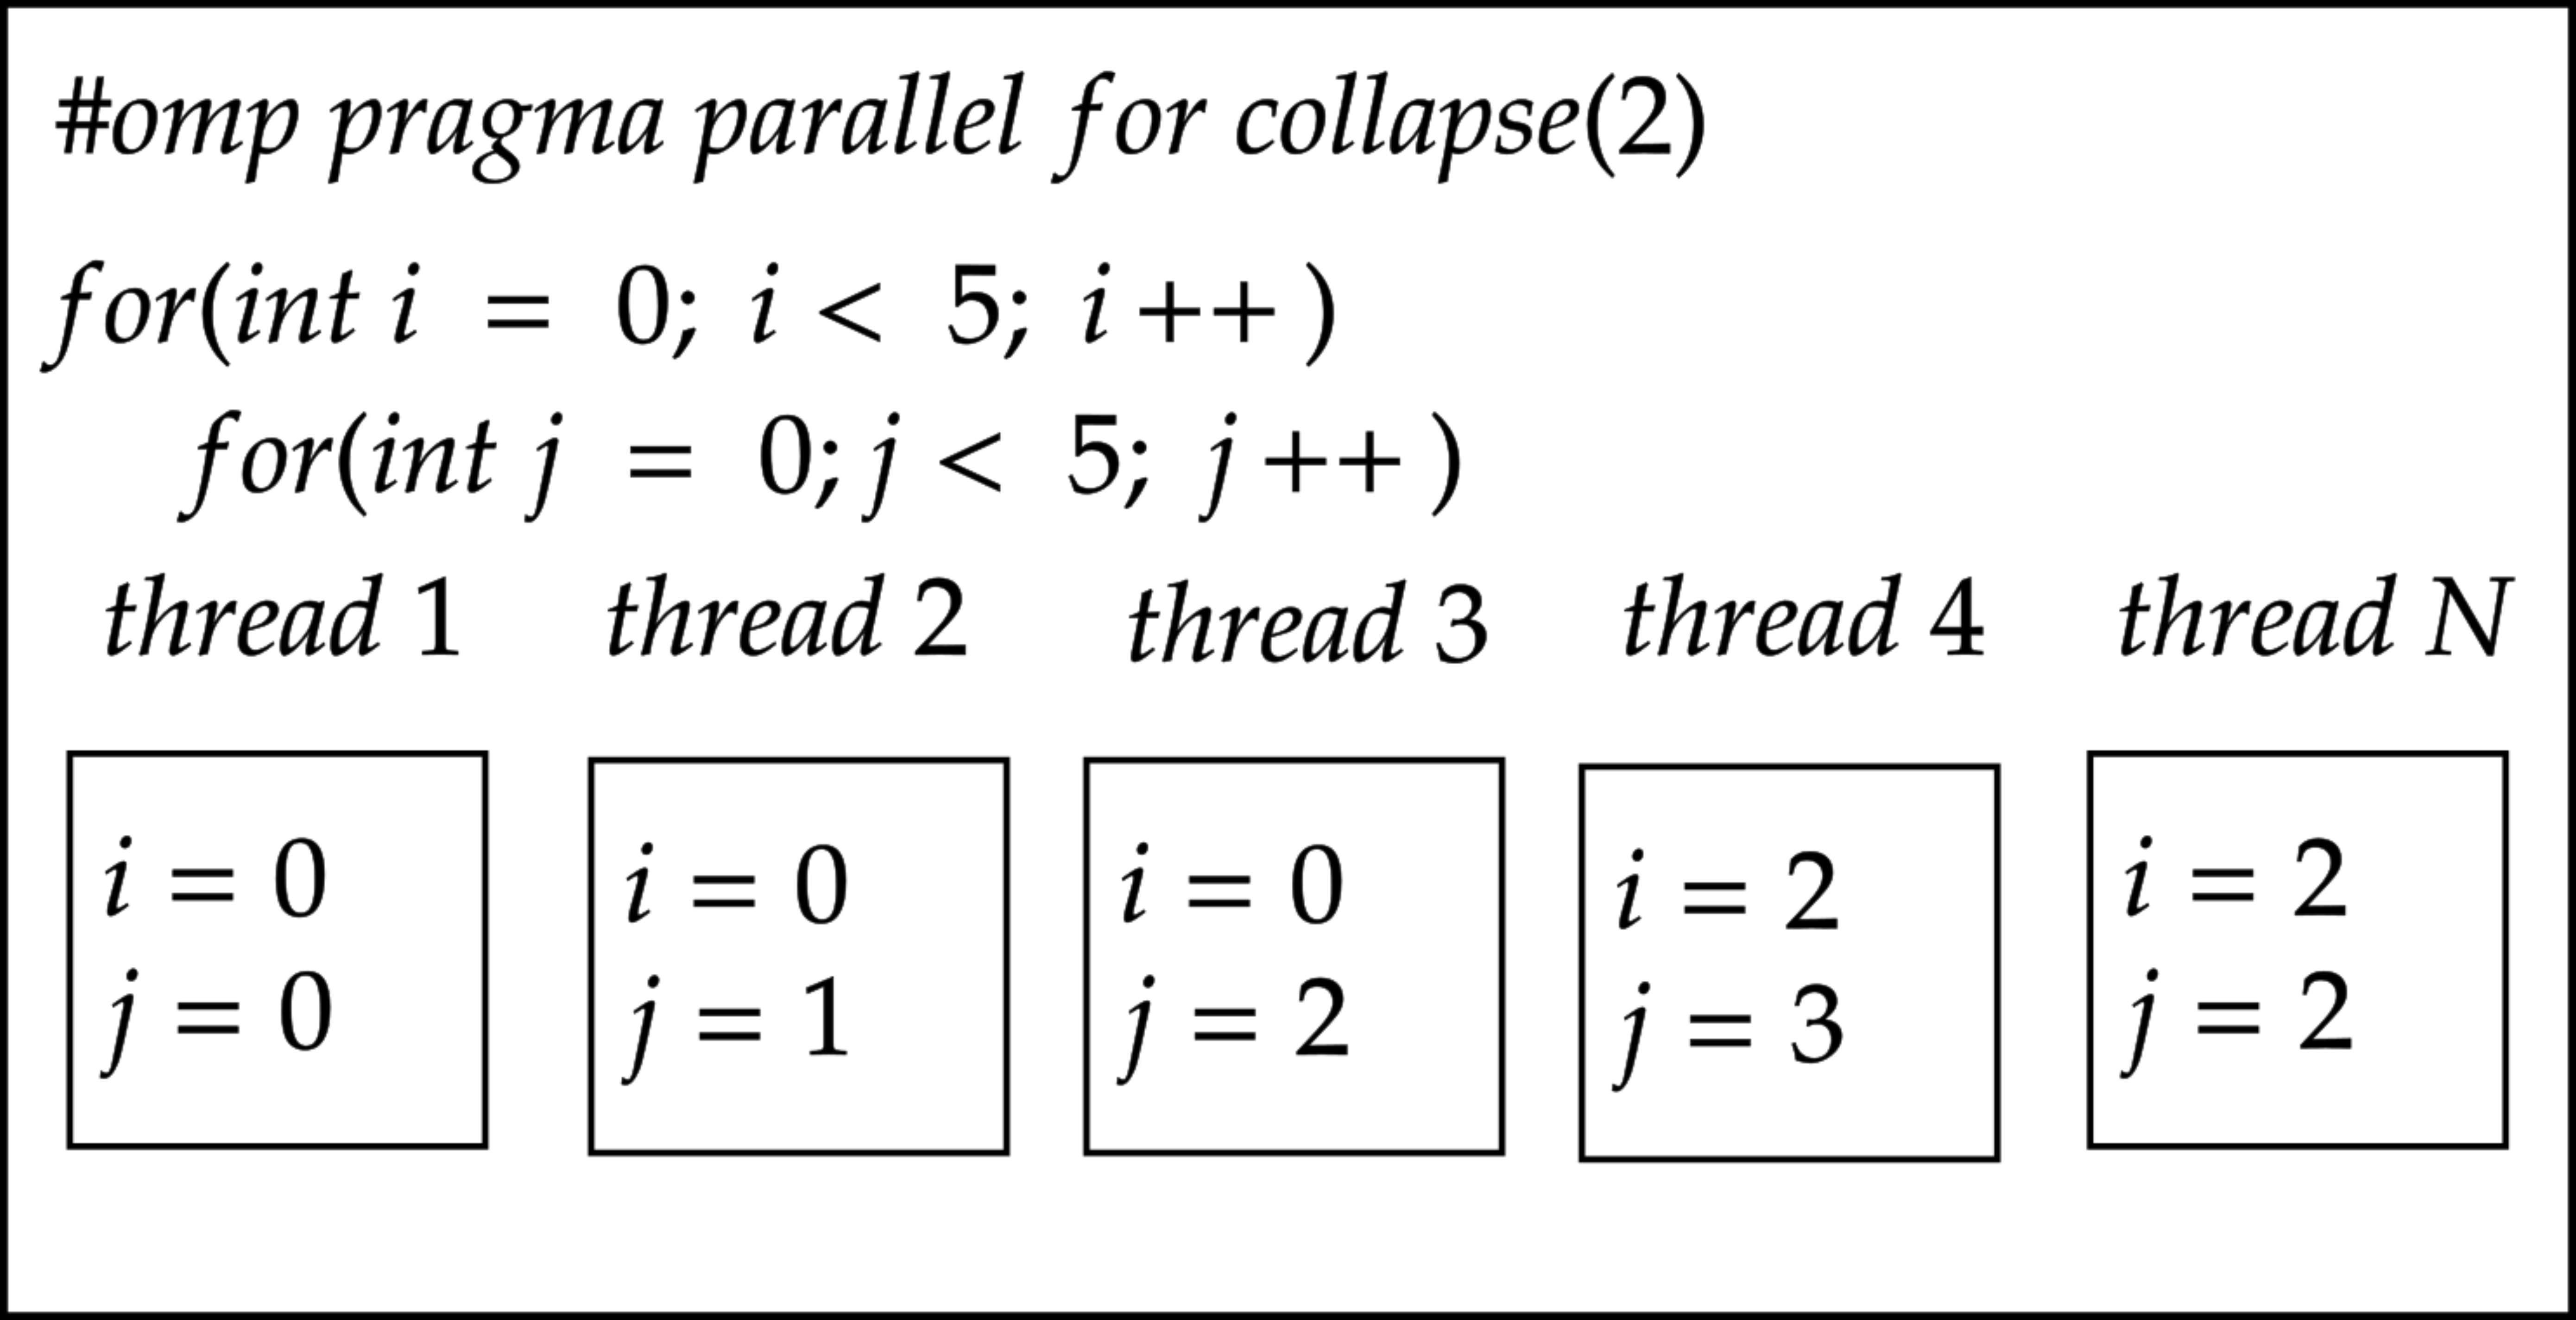 #omp pragma parallel for collapse(2)
for(int i = 0; i < 5; i ++ )
for(int j = 0; j < 5; j ++ )
thread 1 thread 2 thread 3 thread 4 thread N
i = 0 i = 0 i = 0 i = 2 i = 2
j = 0 j = 1 j = 2 j = 3 j = 2